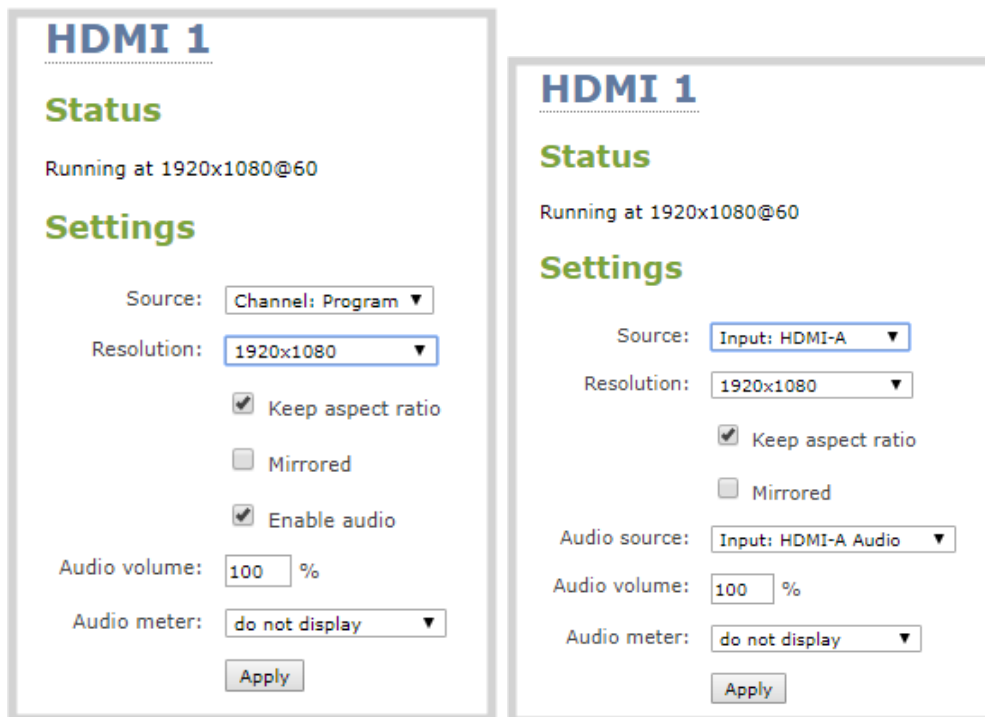 HDMI 1
Status
Running at 1920x1080@60
Settings
Source: Channel: Program
Resolution: 1920x1080
Keep aspect ratio
Mirrored
Enable audio
Audio volume: 100 %
Audio meter: do not display
Apply
HDMI 1
Status
Running at 1920x1080@60
Settings
Source: Input: HDMI-A
Resolution: 1920x1080
Keep aspect ratio
Mirrored
Audio source: Input: HDMI-A Audio
Audio volume: 100 %
Audio meter: do not display
Apply